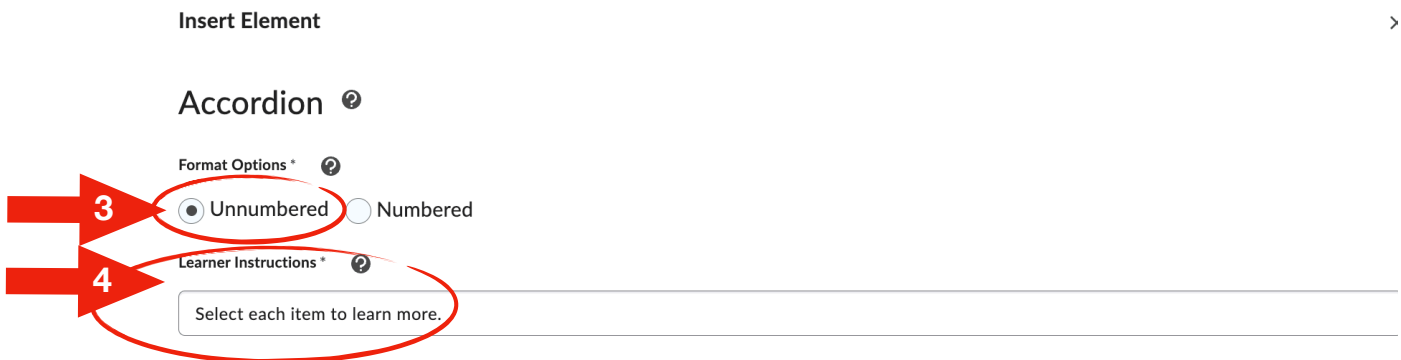 Insert Element
Accordion
Format Options *
3 Unnumbered Numbered
4 Learner Instructions *
Select each item to learn more.